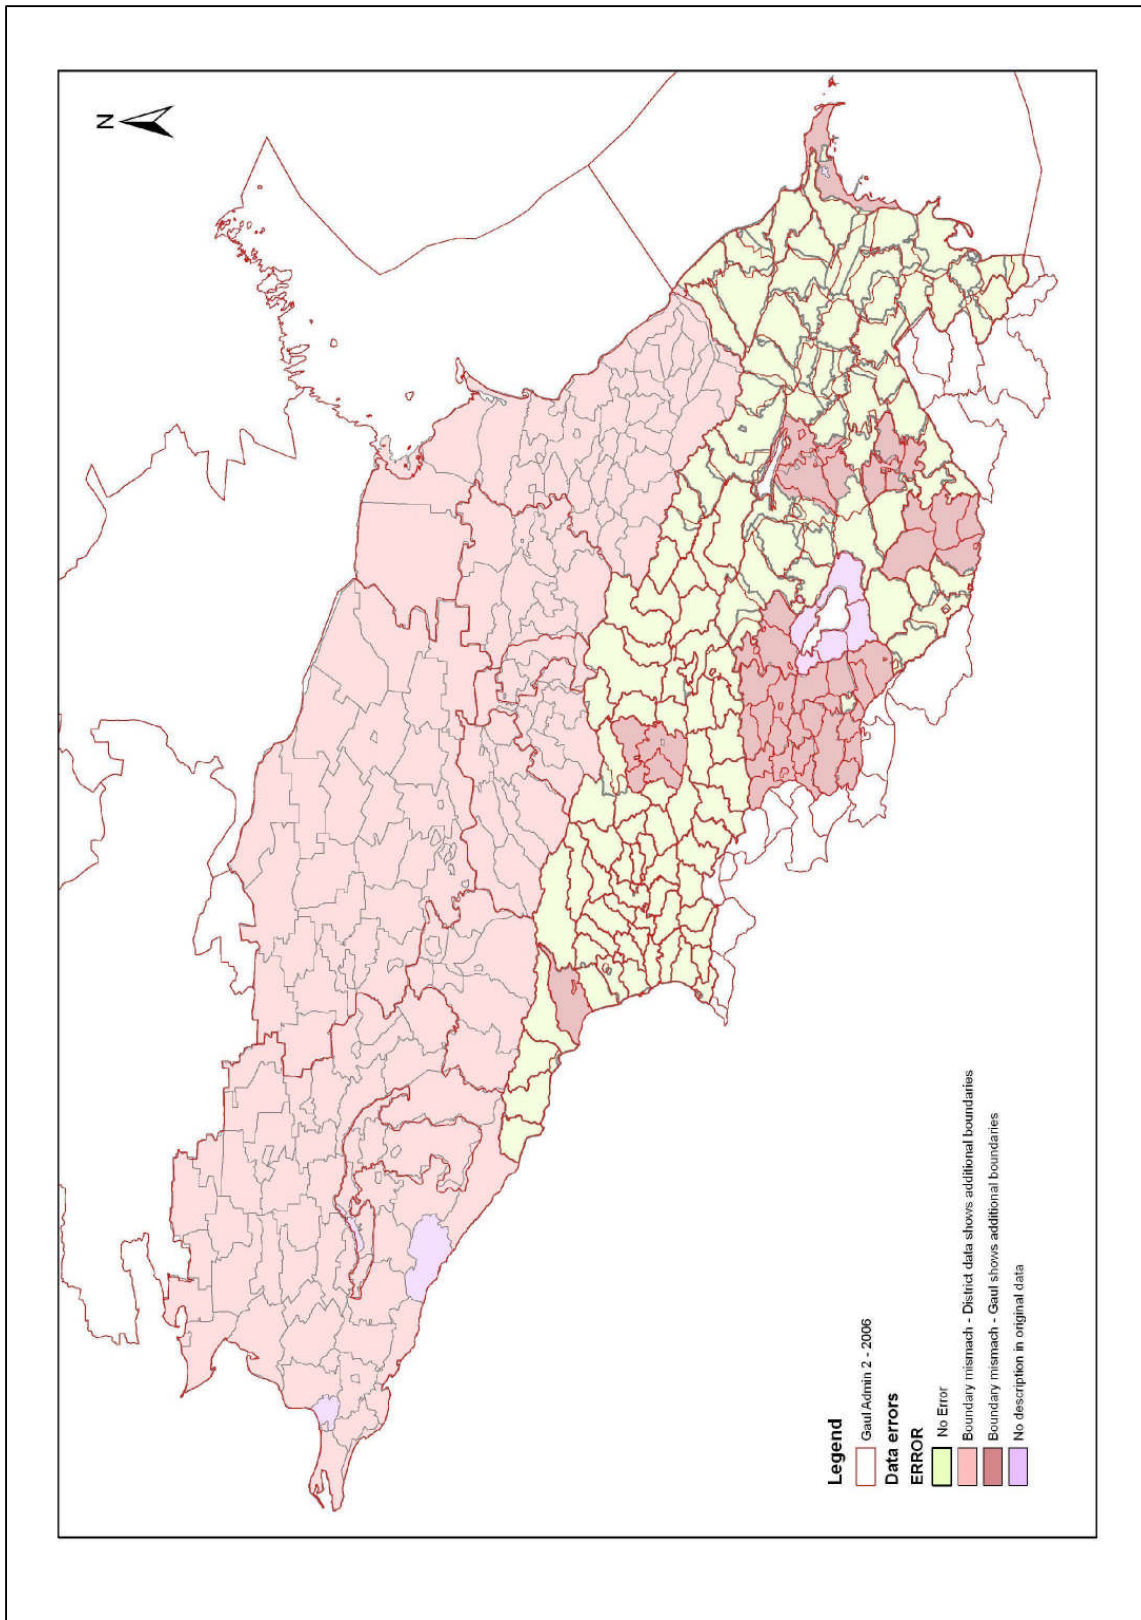 N
Legend
Gaul Admin 2 - 2006
Data errors
ERROR
No Error
Boundary mismach - District data shows additional boundaries
Boundary mismach - Gaul shows additional boundaries
No description in original data